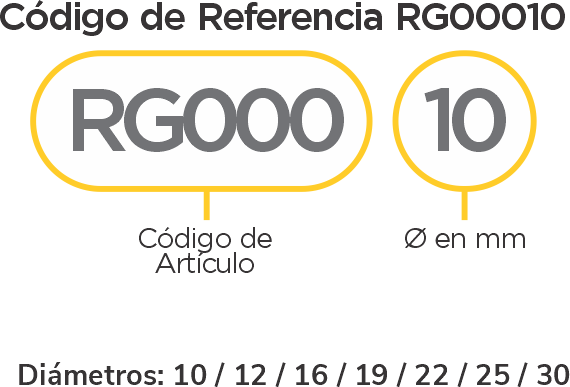 Código de Referencia RG00010
RG000 10
Código de Artículo
Ø en mm
Diámetros: 10 / 12 / 16 / 19 / 22 / 25 / 30